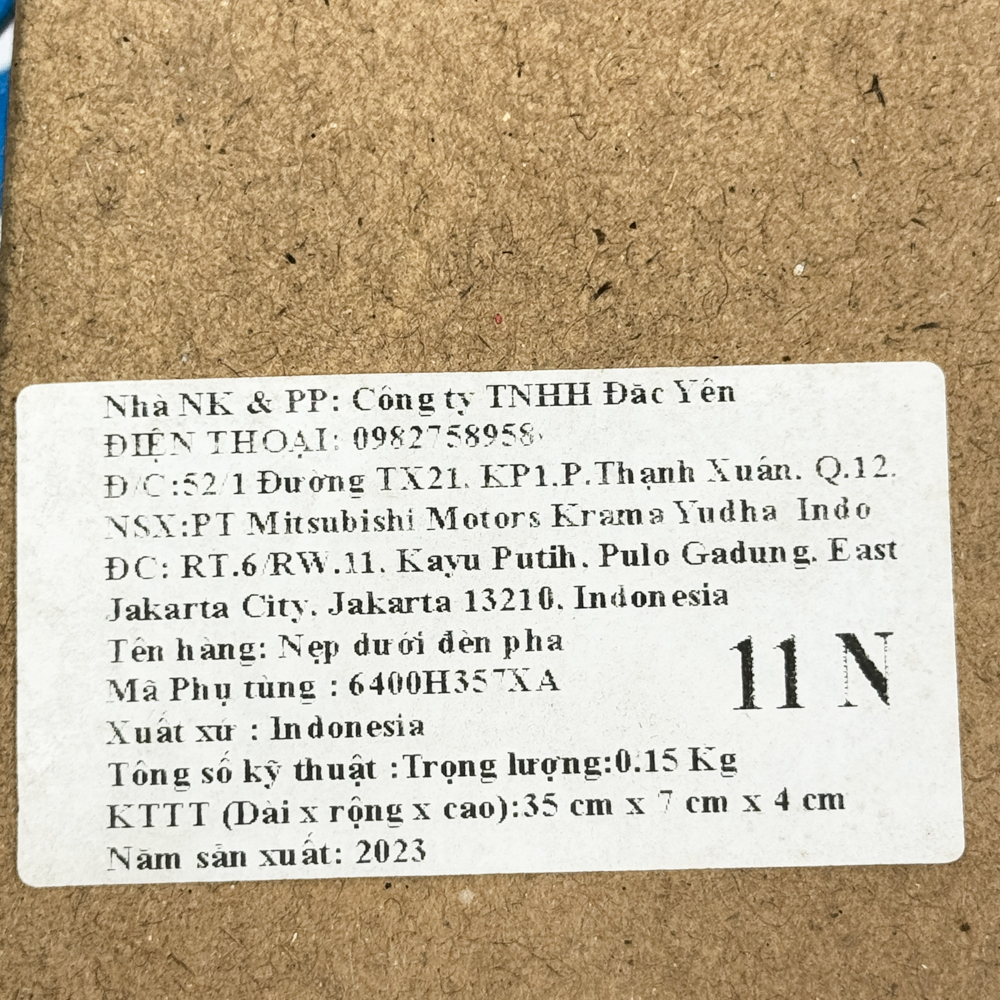 Nhà NK & PP: Công ty TNHH Đăc Yên
ĐIỆN THOẠI: 0982758958
Đ/C:52/1 Đường TX21, KP1,P.Thạnh Xuân, Q.12,
NSX:PT Mitsubishi Motors Krama Yudha Indo
ĐC: RT.6/RW.11, Kayu Putih, Pulo Gadung, East
Jakarta City, Jakarta 13210, Indonesia
Tên hàng: Nẹp dưới đèn pha
Mã Phụ tùng : 6400H357XA
11 N
Xuất xứ : Indonesia
Tông số kỹ thuật :Trọng lượng:0.15 Kg
KTTT (Dài x rộng x cao):35 cm x 7 cm x 4 cm
Năm sản xuất: 2023